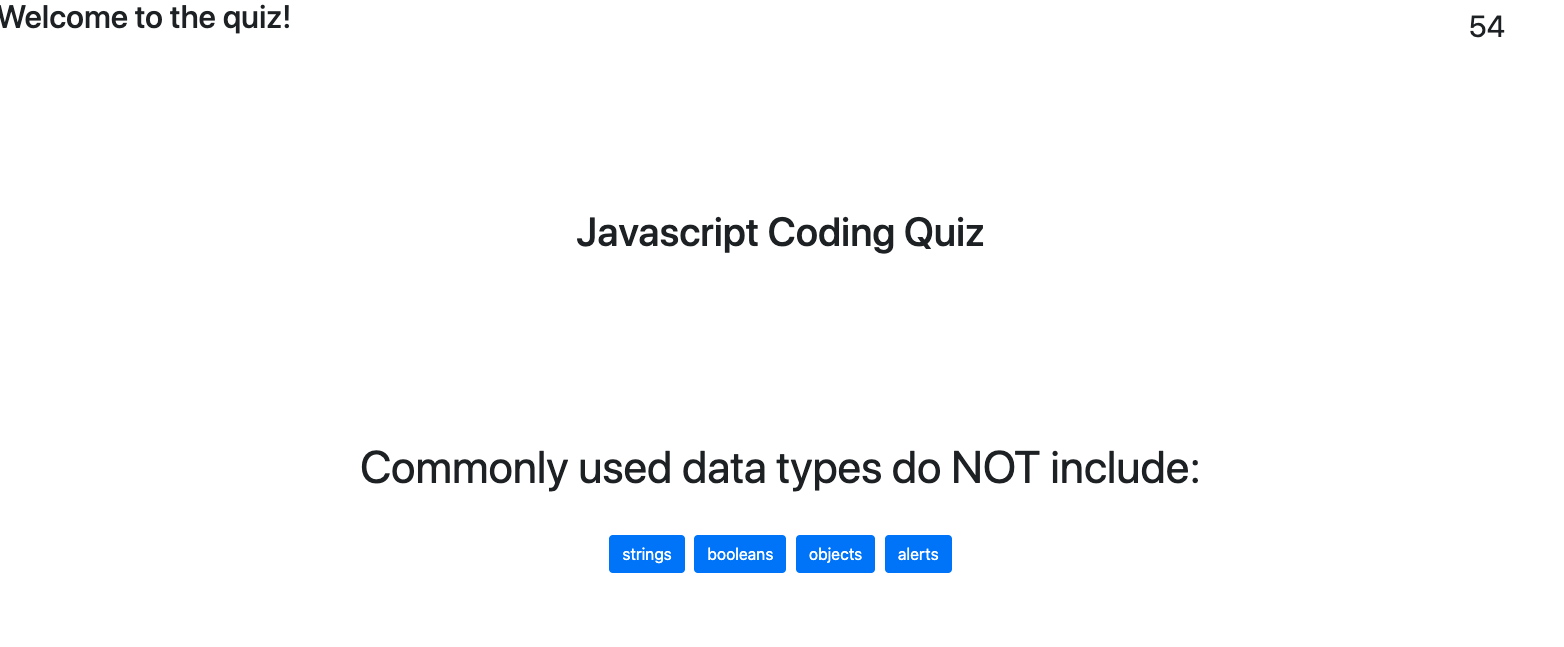 Welcome to the quiz!
54
Javascript Coding Quiz
Commonly used data types do NOT include:
strings booleans objects alerts